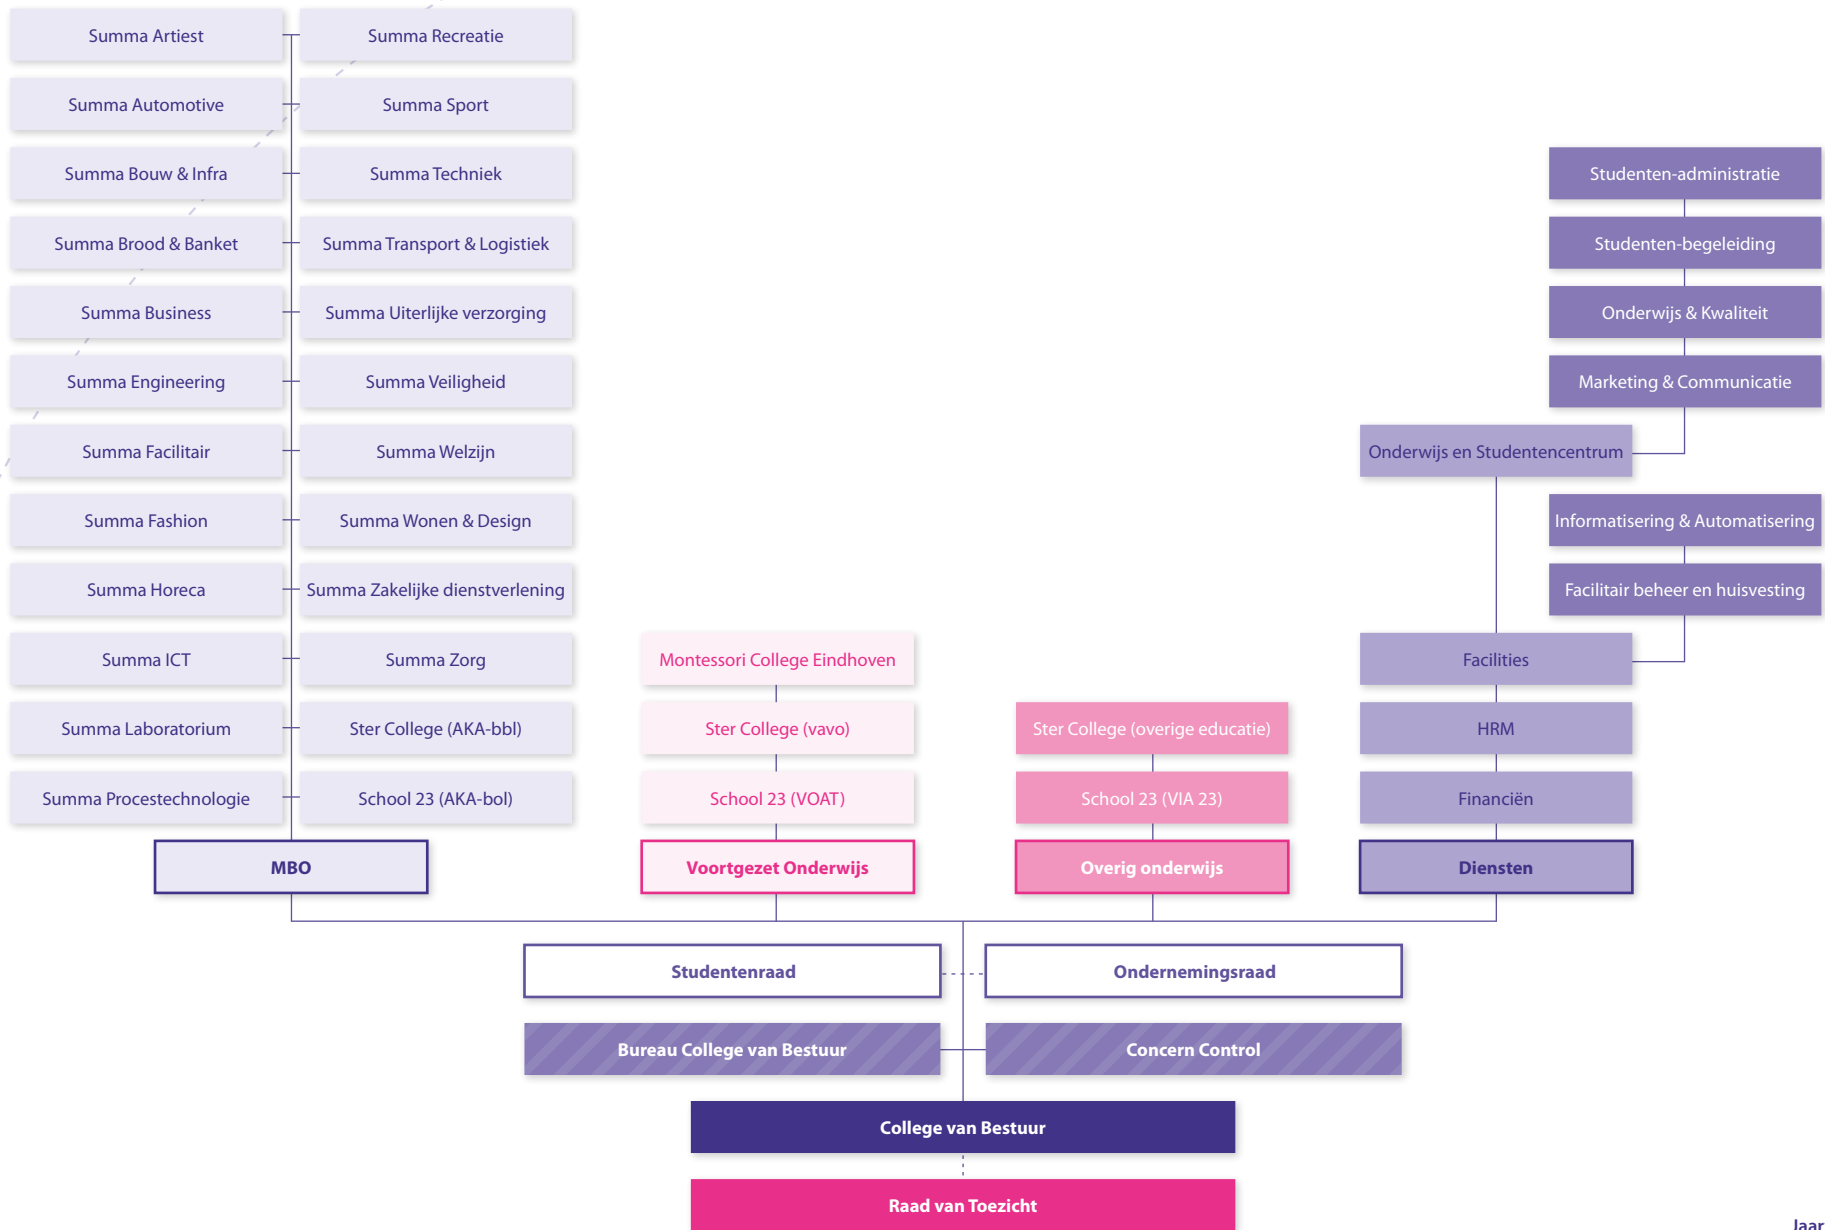 Summa Artiest
Summa Recreatie
Summa Automotive
Summa Sport
Summa Bouw & Infra
Summa Techniek
Studenten-administratie
Summa Brood & Banket
Summa Transport & Logistiek
Studenten-begeleiding
Summa Business
Summa Uiterlijke verzorging
Onderwijs & Kwaliteit
Summa Engineering
Summa Veiligheid
Marketing & Communicatie
Summa Facilitair
Summa Welzijn
Onderwijs en Studentencentrum
Summa Fashion
Summa Wonen & Design
Informatisering & Automatisering
Summa Horeca
Summa Zakelijke dienstverlening
Facilitair beheer en huisvesting
Summa ICT
Summa Zorg
Montessori College Eindhoven
Facilities
Summa Laboratorium
Ster College (AKA-bbl)
Ster College (vavo)
Ster College (overige educatie)
HRM
Summa Procestechnologie
School 23 (AKA-bol)
School 23 (VOAT)
School 23 (VIA 23)
Financiën
MBO
Voortgezet Onderwijs
Overig onderwijs
Diensten
Studentenraad
Ondernemingsraad
Bureau College van Bestuur
Concern Control
College van Bestuur
Raad van Toezicht
Jaar